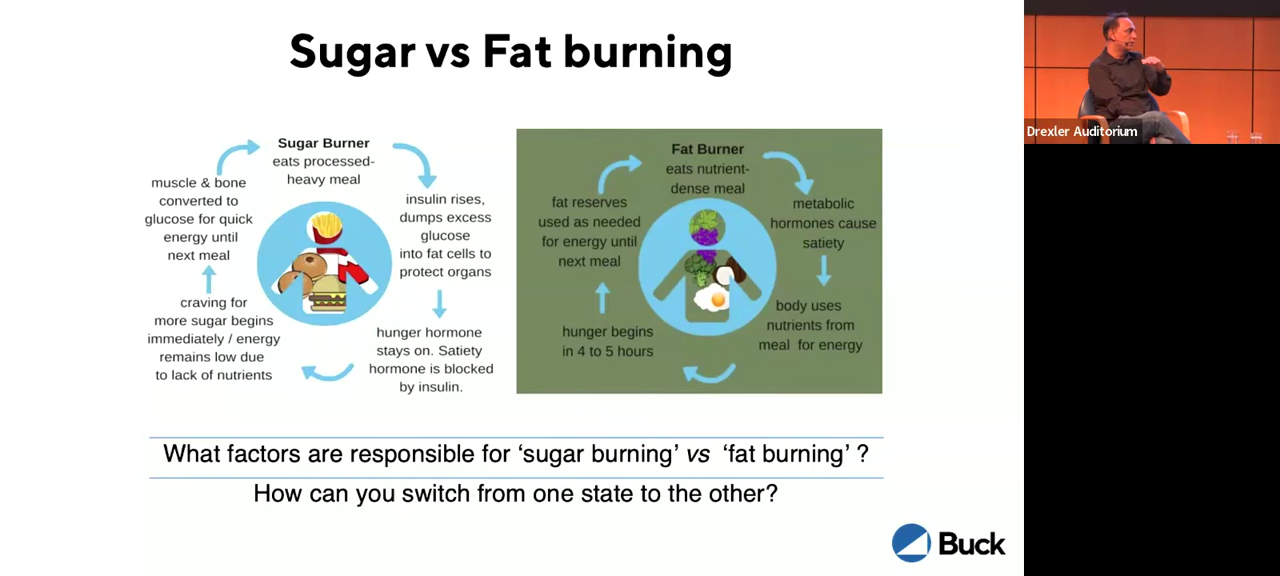 Sugar vs Fat burning
Sugar Burner
eats processed-
heavy meal
insulin rises,
dumps excess
glucose
into fat cells to
protect organs
hunger hormone
stays on. Satiety
hormone is blocked
by insulin.
craving for
more sugar begins
immediately / energy
remains low due
to lack of nutrients
muscle & bone
converted to
glucose for quick
energy until
next meal
Fat Burner
eats nutrient-
dense meal
metabolic
hormones cause
satiety
body uses
nutrients from
meal for energy
hunger begins
in 4 to 5 hours
fat reserves
used as needed
for energy until
next meal
What factors are responsible for ‘sugar burning’ vs ‘fat burning’ ?
How can you switch from one state to the other?
Buck
Drexler Auditorium